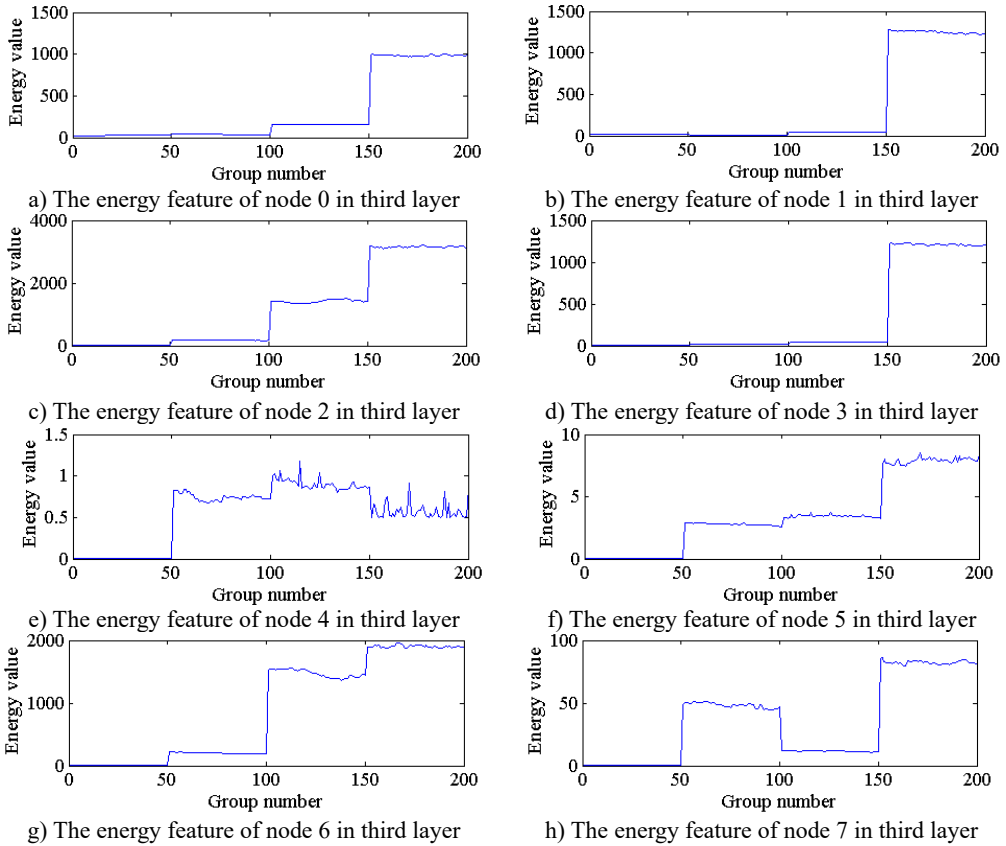 1500
1000
500
0
Energy value
0 50 100 150 200
Group number
a) The energy feature of node 0 in third layer
1500
1000
500
0
Energy value
0 50 100 150 200
Group number
b) The energy feature of node 1 in third layer
4000
2000
0
Energy value
0 50 100 150 200
Group number
c) The energy feature of node 2 in third layer
1500
1000
500
0
Energy value
0 50 100 150 200
Group number
d) The energy feature of node 3 in third layer
1.5
1
0.5
0
Energy value
0 50 100 150 200
Group number
e) The energy feature of node 4 in third layer
10
5
0
Energy value
0 50 100 150 200
Group number
f) The energy feature of node 5 in third layer
2000
1000
0
Energy value
0 50 100 150 200
Group number
g) The energy feature of node 6 in third layer
100
50
0
Energy value
0 50 100 150 200
Group number
h) The energy feature of node 7 in third layer